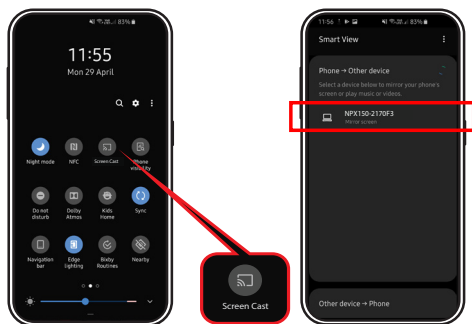 83%
11:55
Mon 29 April
Night mode
NFC
Screen Cast
Phone
visibility
Do not
disturb
Dolby
Atmos
Kids
Home
Sync
Navigation
bar
Edge
Lighting
Bixby
Routines
Nearby
Screen Cast
11:56
83%
Smart View
Phone → Other device
Select a device below to mirror your phone's
screen or play music or videos.
NPX150-2170F3
Mirror screen
Other device → Phone